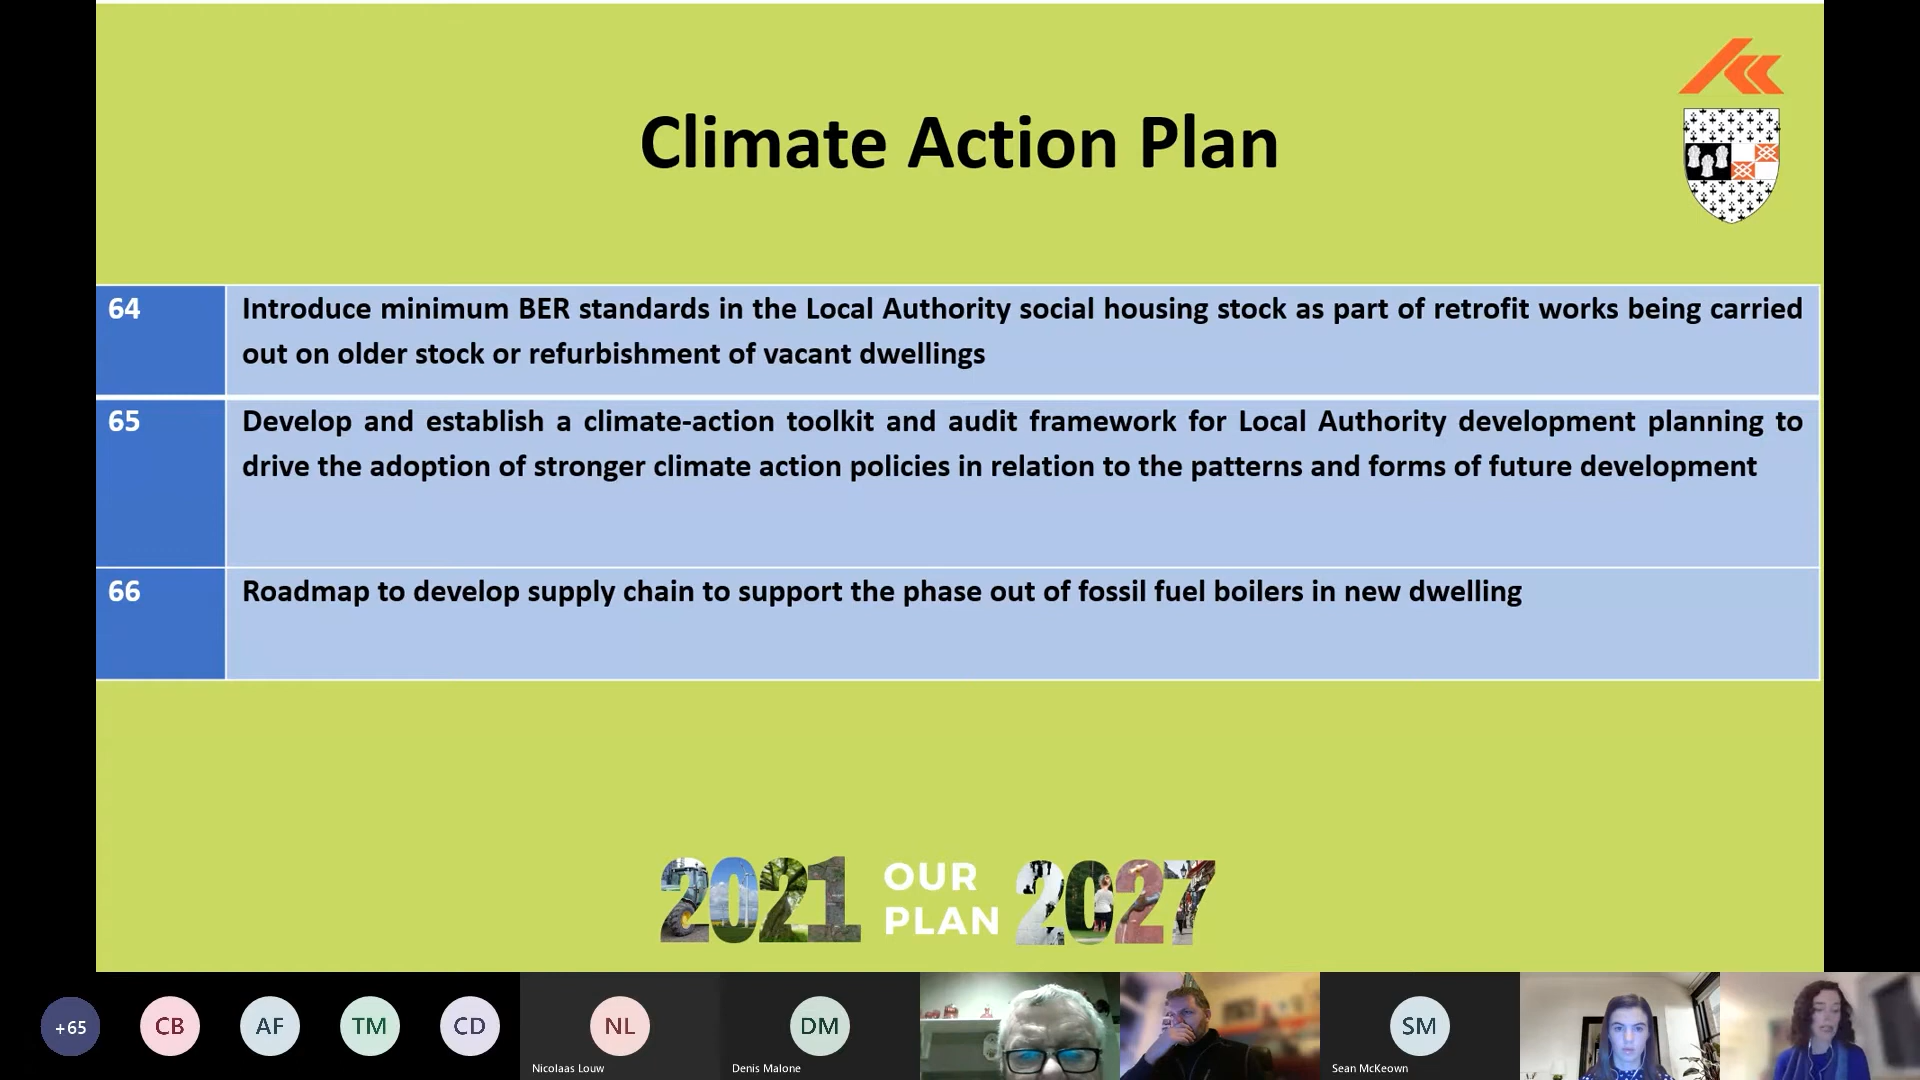 Climate Action Plan
64
Introduce minimum BER standards in the Local Authority social housing stock as part of retrofit works being carried
out on older stock or refurbishment of vacant dwellings
65
Develop and establish a climate-action toolkit and audit framework for Local Authority development planning to
drive the adoption of stronger climate action policies in relation to the patterns and forms of future development
66
Roadmap to develop supply chain to support the phase out of fossil fuel boilers in new dwelling
2021 OUR PLAN 2027
+65
CB
AF
TM
CD
NL
Nicolaas Louw
DM
Denis Malone
SM
Sean McKeown